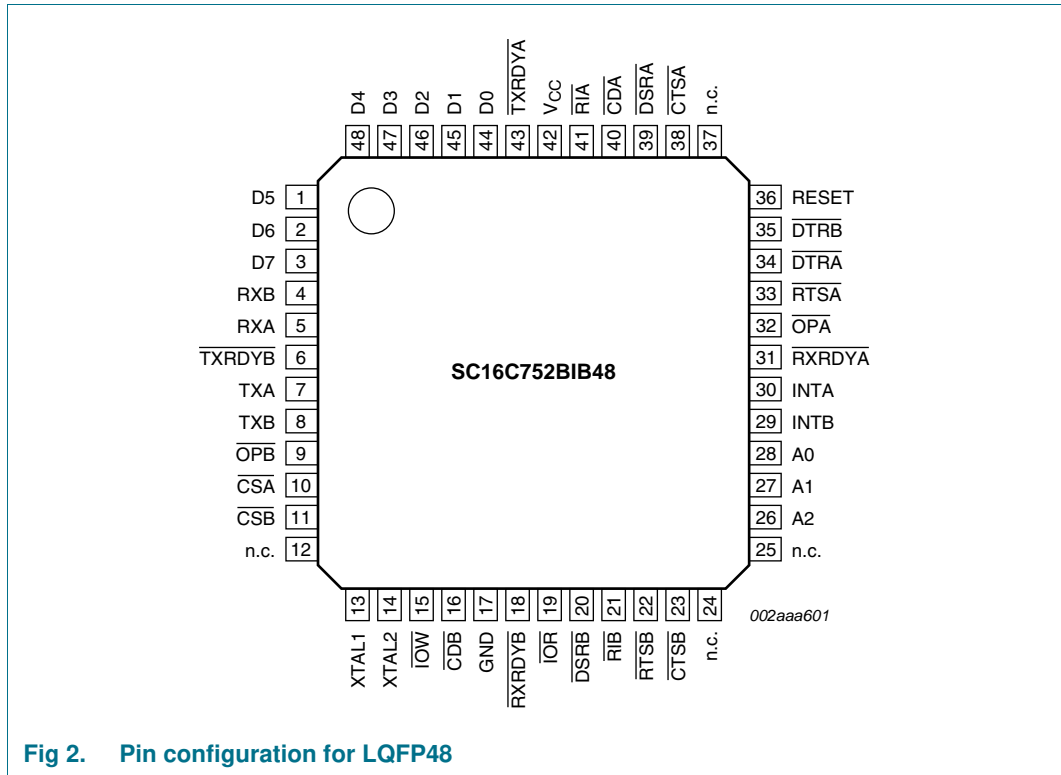 D4 D3 D2 D1 D0 TXRDYA VCC RIA CDA DSRA CTSA n.c.
48 47 46 45 44 43 42 41 40 39 38 37
D5 1
D6 2
D7 3
RXB 4
RXA 5
TXRDYB 6
TXA 7
TXB 8
OPB 9
CSA 10
CSB 11
n.c. 12
SC16C752BIB48
36 RESET
35 DTRB
34 DTRA
33 RTSA
32 OPA
31 RXRDYA
30 INTA
29 INTB
28 A0
27 A1
26 A2
25 n.c.
13 14 15 16 17 18 19 20 21 22 23 24
XTAL1 XTAL2 IOW CDB GND RXRDYB IOR DSRB RIB RTSB CTSB n.c.
002aaa601
Fig 2. Pin configuration for LQFP48